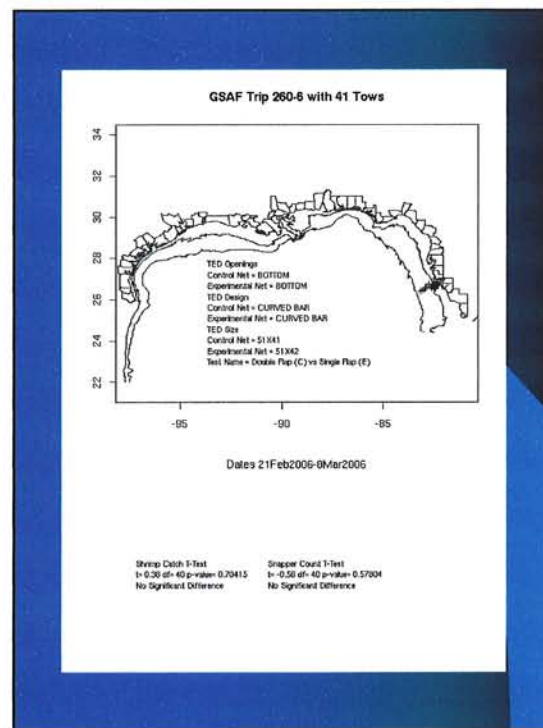 GSAF Trip 260-6 with 41 Tows
34
32
30
28
26
24
22
TED Openings
Control Net = BOTTOM
Experimental Net = BOTTOM
TED Design
Control Net = CURVED BAR
Experimental Net = CURVED BAR
TED Size
Control Net = 51X41
Experimental Net = 51X42
Test Name = Double Flap (C) vs Single Flap (E)
-95 -90 -85
Dates 21Feb2006-8Mar2006
Shrimp Catch T-Test
t= 0.38 df= 40 p-value= 0.70415
No Significant Difference
Snapper Count T-Test
t= -0.56 df= 40 p-value= 0.57804
No Significant Difference